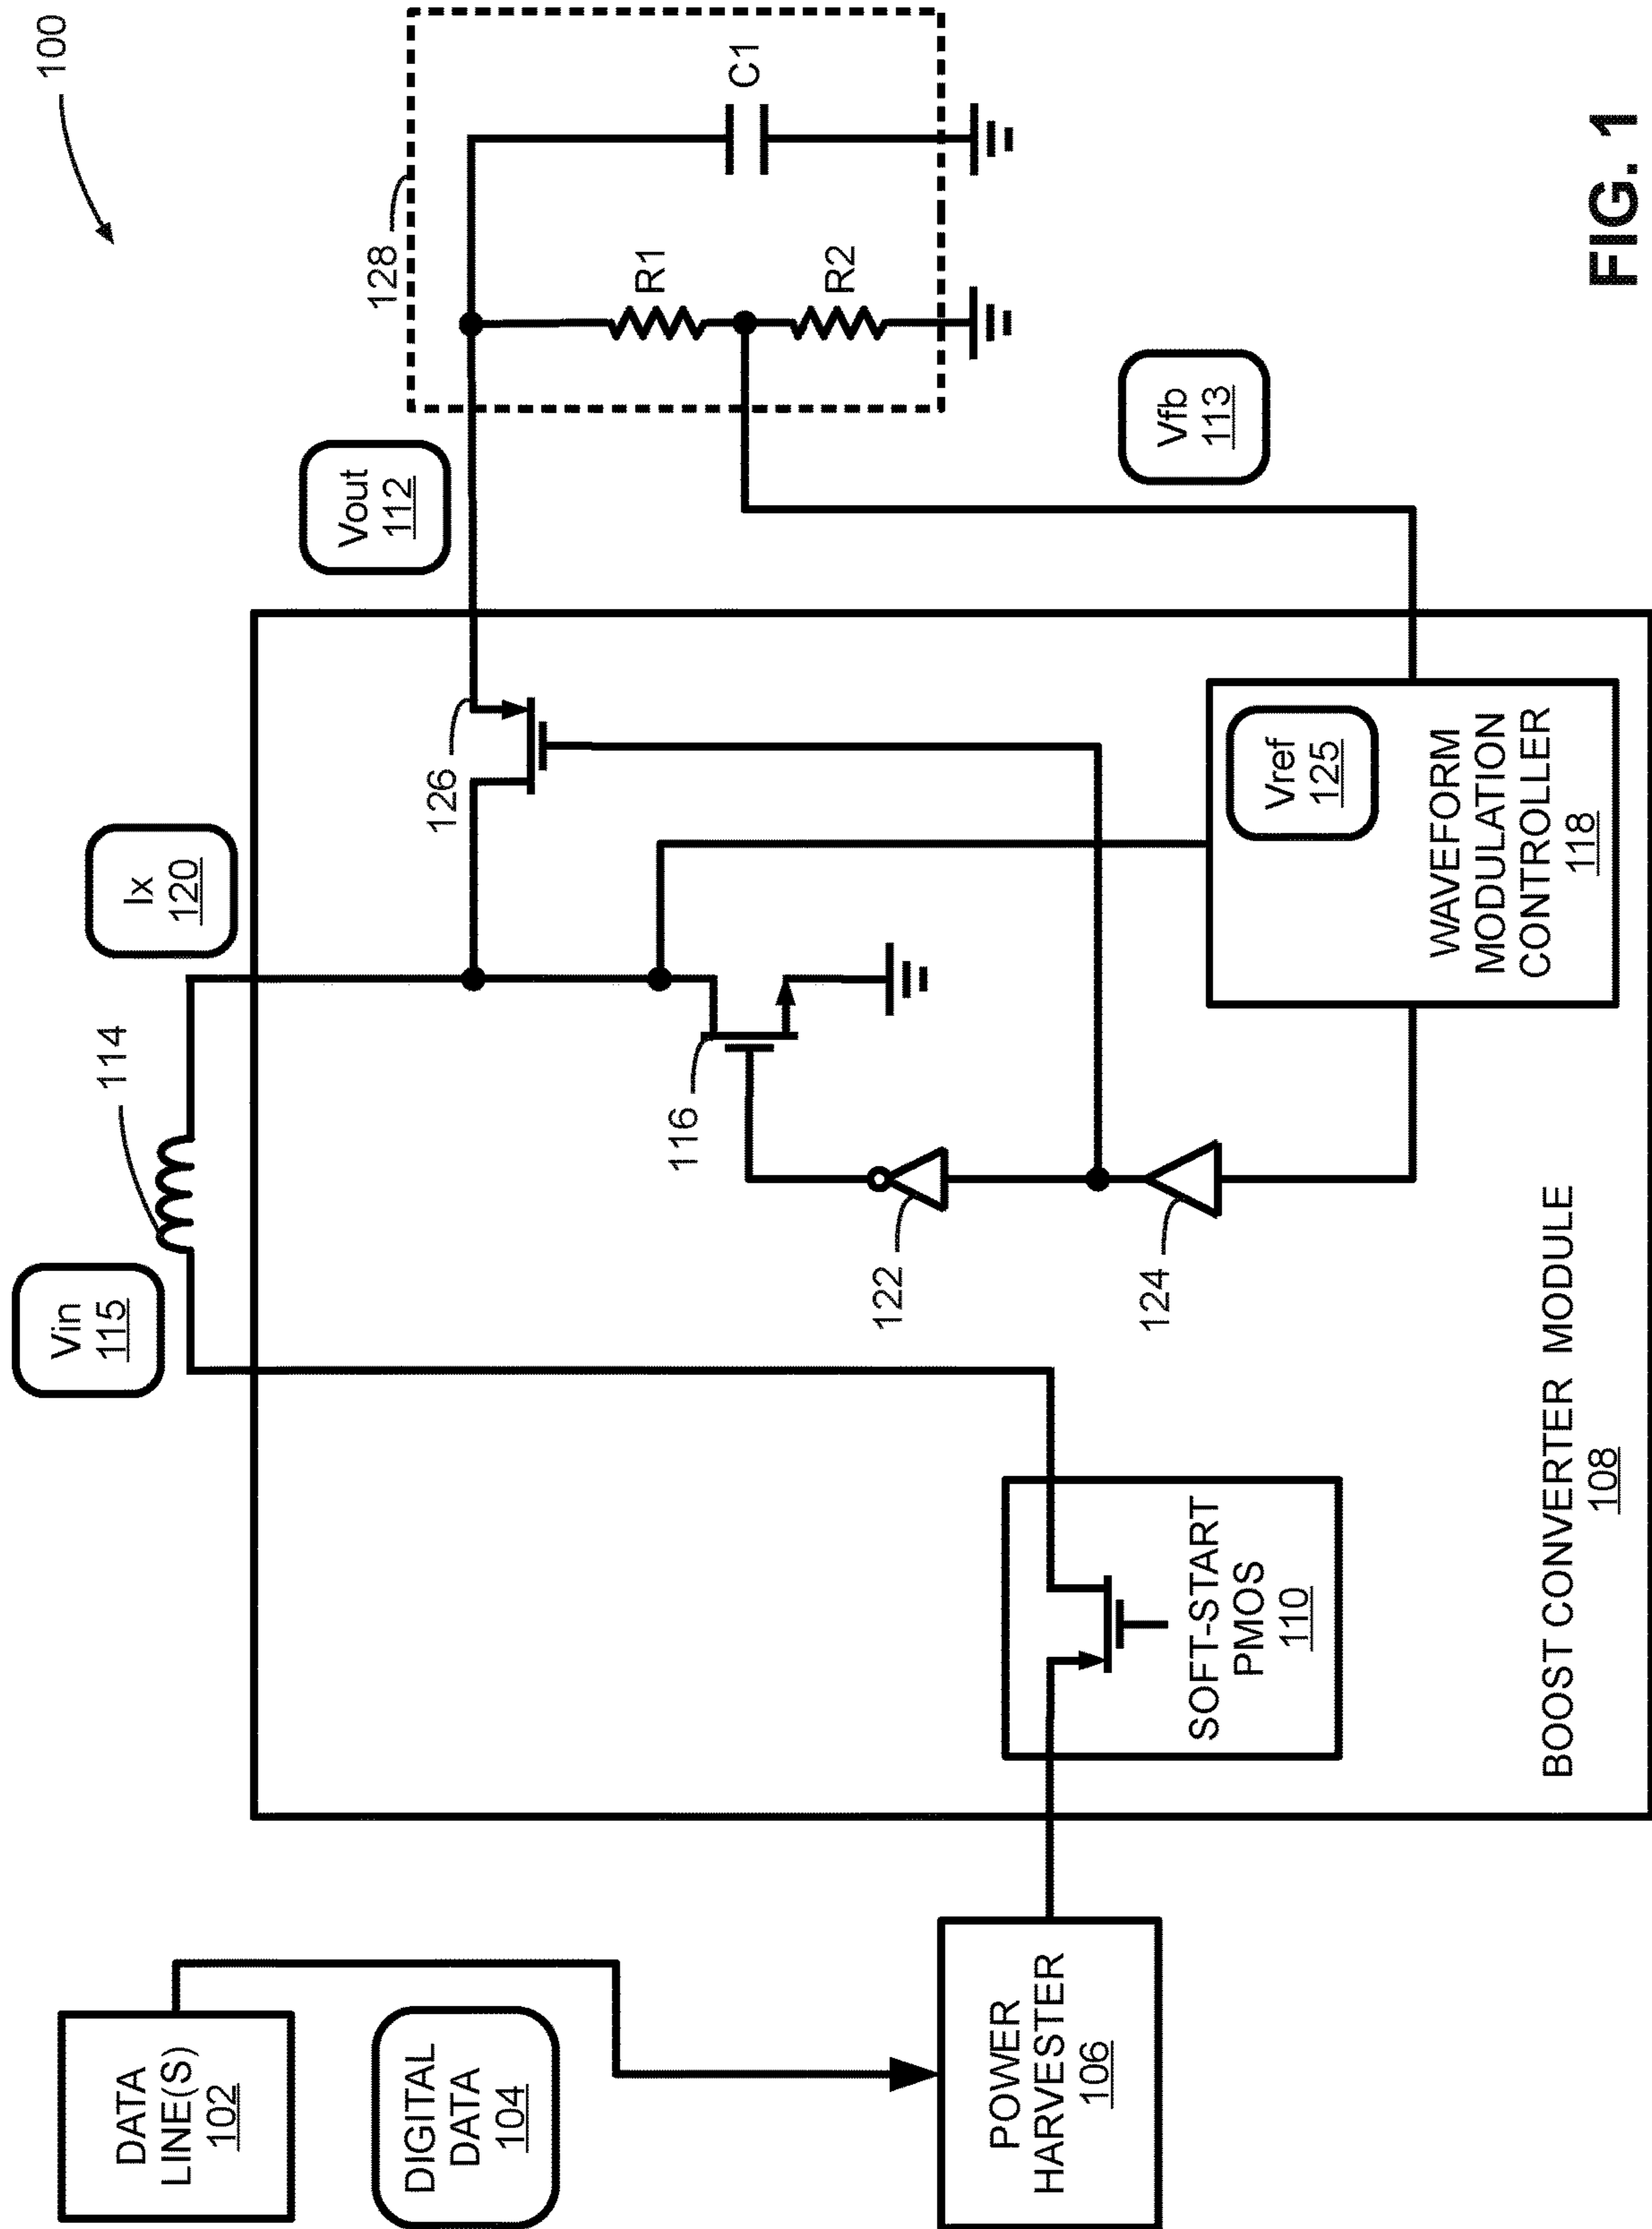 100
DATA
LINE(S)
102
DIGITAL
DATA
104
POWER
HARVESTER
106
Vin
115
114
Ix
120
Vout
112
128
R1
R2
C1
126
116
122
124
Vref
125
WAVEFORM
MODULATION
CONTROLLER
118
Vfb
113
SOFT-START
PMOS
110
BOOST CONVERTER MODULE
108
FIG. 1